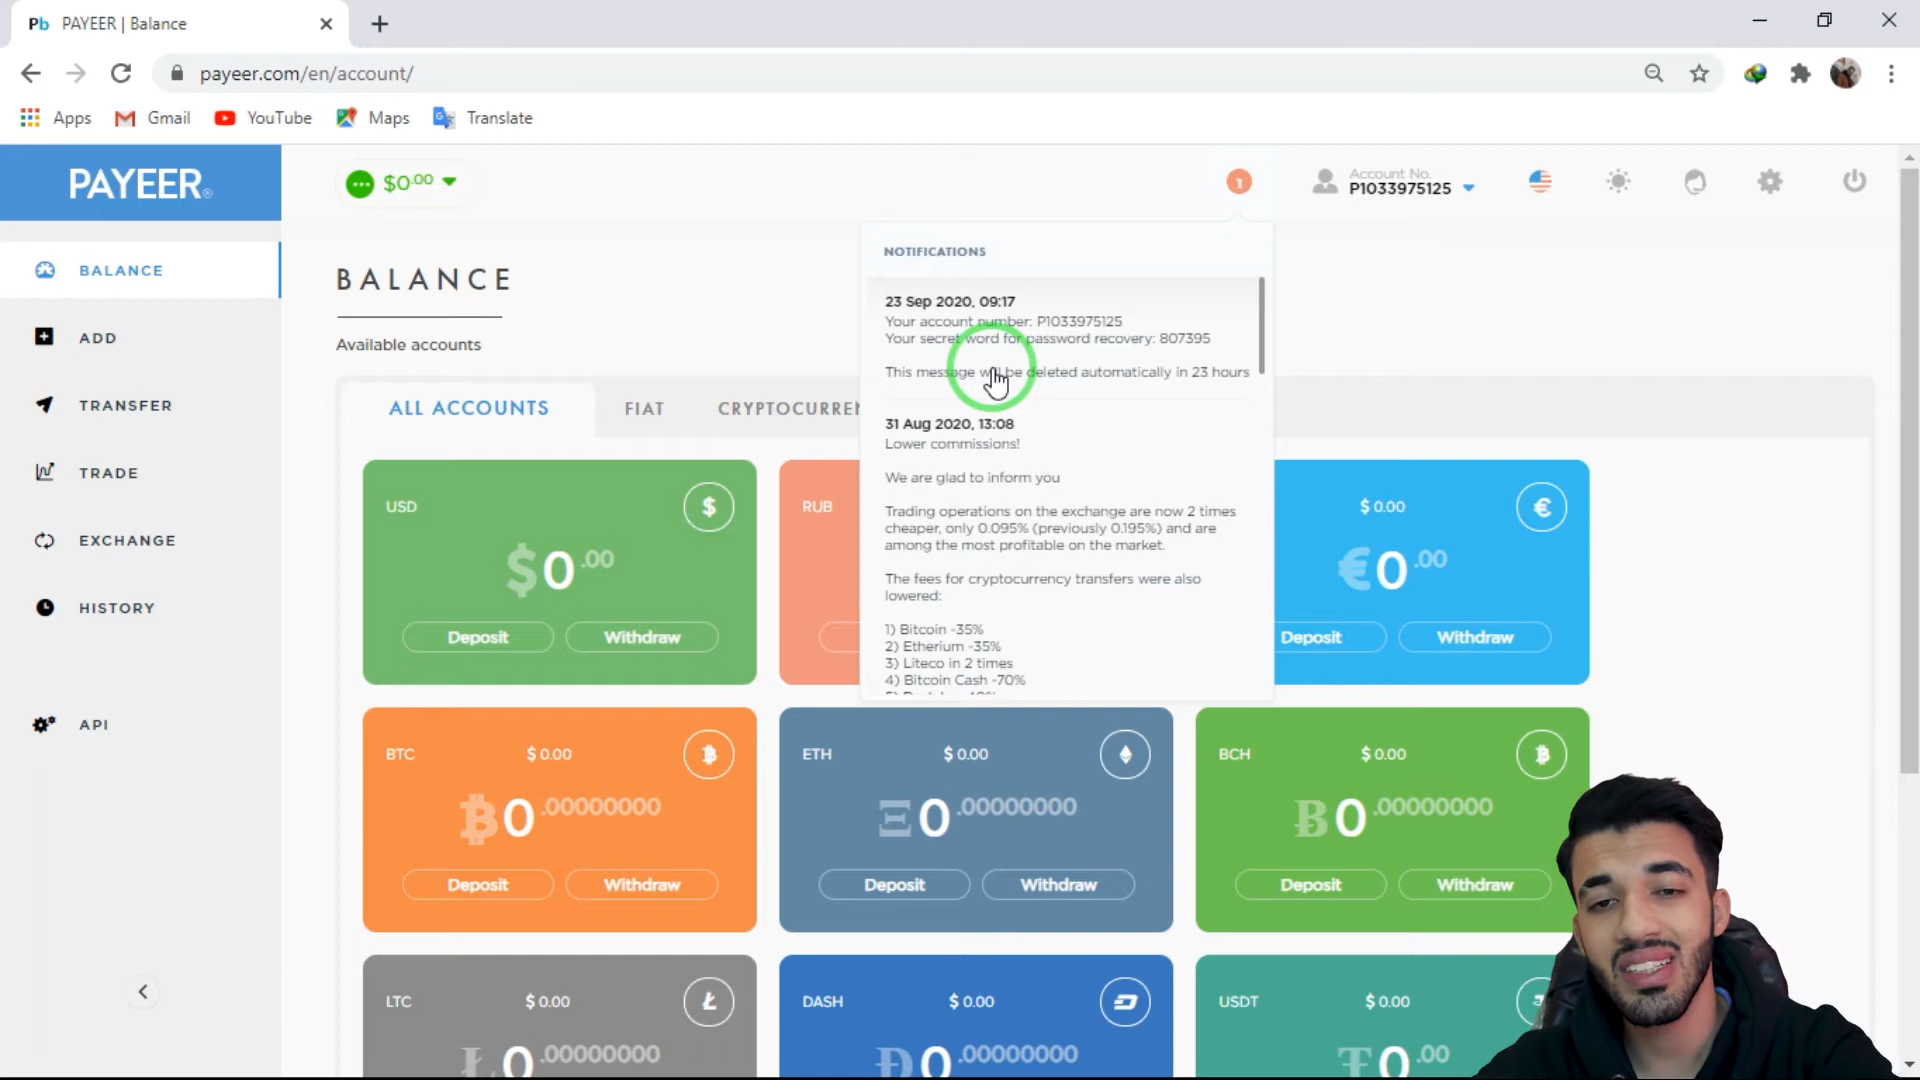 Pb PAYEER | Balance
payeer.com/en/account/
Apps Gmail YouTube Maps Translate
PAYEER
$0.00
1
Account No.
P1033975125
BALANCE
ADD
TRANSFER
TRADE
EXCHANGE
HISTORY
API
BALANCE
Available accounts
ALL ACCOUNTS FIAT CRYPTOCURREN
NOTIFICATIONS
23 Sep 2020, 09:17
Your account number: P1033975125
Your secret word for password recovery: 807395
This message will be deleted automatically in 23 hours
31 Aug 2020, 13:08
Lower commissions!
We are glad to inform you
Trading operations on the exchange are now 2 times
cheaper, only 0.095% (previously 0.195%) and are
among the most profitable on the market.
The fees for cryptocurrency transfers were also
lowered:
1) Bitcoin -35%
2) Etherium -35%
3) Liteco in 2 times
4) Bitcoin Cash -70%
USD
$0.00
Deposit Withdraw
RUB
$ 0.00
€0.00
Deposit Withdraw
BTC $ 0.00
0.00000000
Deposit Withdraw
ETH $ 0.00
Ξ0.00000000
Deposit Withdraw
BCH $ 0.00
0.00000000
Deposit Withdraw
LTC $ 0.00
0.00000000
DASH $ 0.00
0.00000000
USDT $ 0.00
0.00